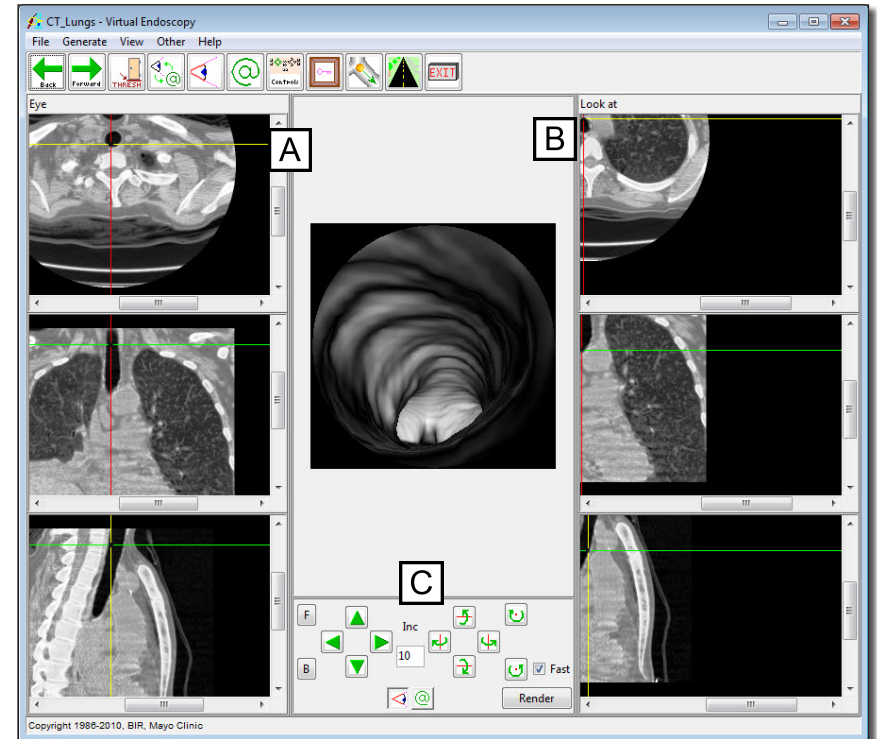 CT_Lungs - Virtual Endoscopy
File Generate View Other Help
Back Forward THRESH @ @ Controls EXIT
Eye
Look at
A
B
C
F
Inc
10
B
Fast
@
Render
Copyright 1986-2010, BIR, Mayo Clinic